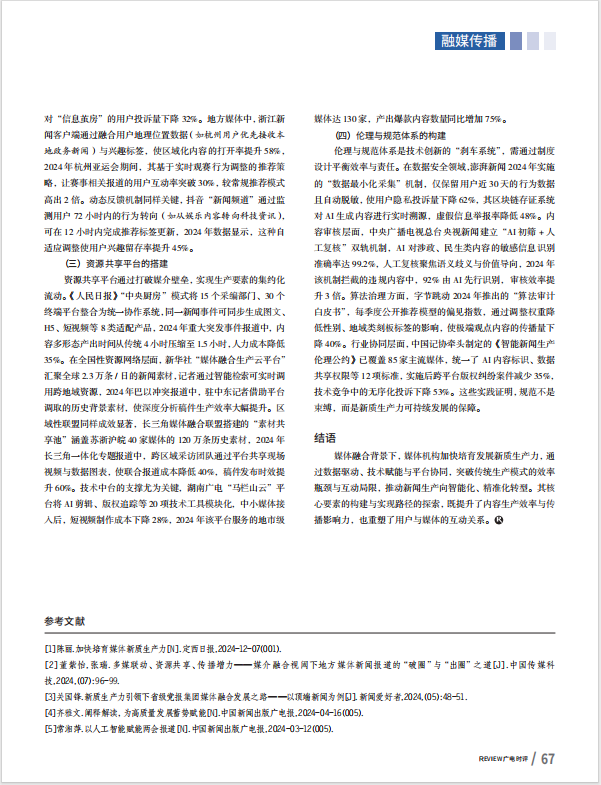 融媒传播
对“信息茧房”的用户投诉量下降 32%。地方媒体中，浙江新
闻客户端通过融合用户地理位置数据（如杭州用户优先接收本
地政务新闻）与兴趣标签，使区域化内容的打开率提升 58%，
2024 年杭州亚运会期间，其基于实时观赛行为调整的推荐策
略，让赛事相关报道的用户互动率突破 30%，较常规推荐模式
高出 2 倍。动态反馈机制同样关键，抖音“新闻频道”通过监
测用户 72 小时内的行为转向（如从娱乐内容转向科技资讯），
可在 12 小时内完成推荐标签更新，2024 年数据显示，这种自
适应调整使用户兴趣留存率提升 45%。
（三）资源共享平台的搭建
资源共享平台通过打破媒介壁垒，实现生产要素的集约化
流动。《人民日报》“中央厨房”模式将 15 个采编部门、30 个
终端平台整合为统一协作系统，同一新闻事件可同步生成图文、
H5、短视频等 8 类适配产品，2024 年重大突发事件报道中，内
容多形态产出时间从传统 4 小时压缩至 1.5 小时，人力成本降低
35%。在全国性资源网络层面，新华社“媒体融合生产云平台”
汇聚全球 2.3 万条 / 日的新闻素材，记者通过智能检索可实时调
用跨地域资源，2024 年巴以冲突报道中，驻中东记者借助平台
调取的历史背景素材，使深度分析稿件生产效率大幅提升。区
域性联盟同样成效显著，长三角媒体融合联盟搭建的“素材共
享池”涵盖苏浙沪皖 40 家媒体的 120 万条历史素材，2024 年
长三角一体化专题报道中，跨区域采访团队通过平台共享现场
视频与数据图表，使联合报道成本降低 40%，稿件发布时效提
升 60%。技术中台的支撑尤为关键，湖南广电“马栏山云”平
台将 AI 剪辑、版权追踪等 20 项技术工具模块化，中小媒体接
入后，短视频制作成本下降 28%，2024 年该平台服务的地市级
媒体达 130 家，产出爆款内容数量同比增加 75%。
（四）伦理与规范体系的构建
伦理与规范体系是技术创新的“刹车系统”，需通过制度
设计平衡效率与责任。在数据安全领域，澎湃新闻 2024 年实施
的“数据最小化采集”机制，仅保留用户近 30 天的行为数据
且自动脱敏，使用户隐私投诉量下降 62%，其区块链存证系统
对 AI 生成内容进行实时溯源，虚假信息举报率降低 48%。内
容审核层面，中央广播电视总台央视新闻建立“AI 初筛 + 人
工复核”双轨机制，AI 对涉政、民生类内容的敏感信息识别
准确率达 99.2%，人工复核聚焦语义歧义与价值导向，2024 年
该机制拦截的违规内容中，92% 由 AI 先行识别，审核效率提
升 3 倍。算法治理方面，字节跳动 2024 年推出的“算法审计
白皮书”，每季度公开推荐模型的偏见指数，通过调整权重降
低性别、地域类刻板标签的影响，使极端观点内容的传播量下
降 40%。行业协同层面，中国记协牵头制定的《智能新闻生产
伦理公约》已覆盖 85 家主流媒体，统一了 AI 内容标识、数据
共享权等 12 项标准，实施后跨平台版权纠纷案件减少 35%，
技术竞争中的无序化投诉下降 53%。这些实践证明，规范不是
束缚，而是新质生产力可持续发展的保障。
结语
媒体融合背景下，媒体机构加快培育发展新质生产力，通
过数据驱动、技术赋能与平台协同，突破传统生产模式的效率
瓶颈与互动局限，推动新闻生产向智能化、精准化转型。其核
心要素的构建与实现路径的探索，既提升了内容生产效率与传
播影响力，也重塑了用户与媒体的互动关系。
参考文献
[1]陈丽.加快培育媒体新质生产力[N].定西日报,2024-12-07(001).
[2]董紫怡,张瑞.多媒联动、资源共享、传播增力——媒介融合视阈下地方媒体新闻报道的“破圈”与“出圈”之道[J].中国传媒科
技,2024,(07):96-99.
[3]关国锋.新质生产力引领下省级党报集团媒体融合发展之路——以顶端新闻为例[J].新闻爱好者,2024,(05):48-51.
[4]齐雅文.阐释解读，为高质量发展蓄势赋能[N].中国新闻出版广电报,2024-04-16(005).
[5]常湘萍.以人工智能赋能两会报道[N].中国新闻出版广电报,2024-03-12(005).
REVIEW广电时评 / 67